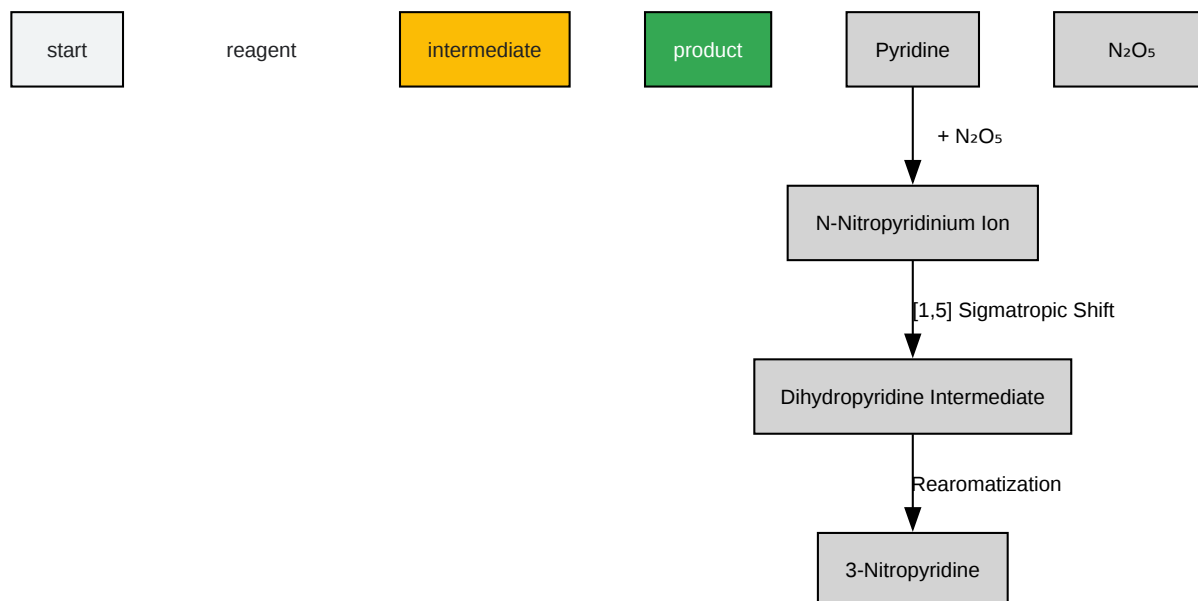 start
reagent
intermediate
product
Pyridine
N₂O₅
+ N₂O₅
N-Nitropyridinium Ion
[1,5] Sigmatropic Shift
Dihydropyridine Intermediate
Rearomatization
3-Nitropyridine